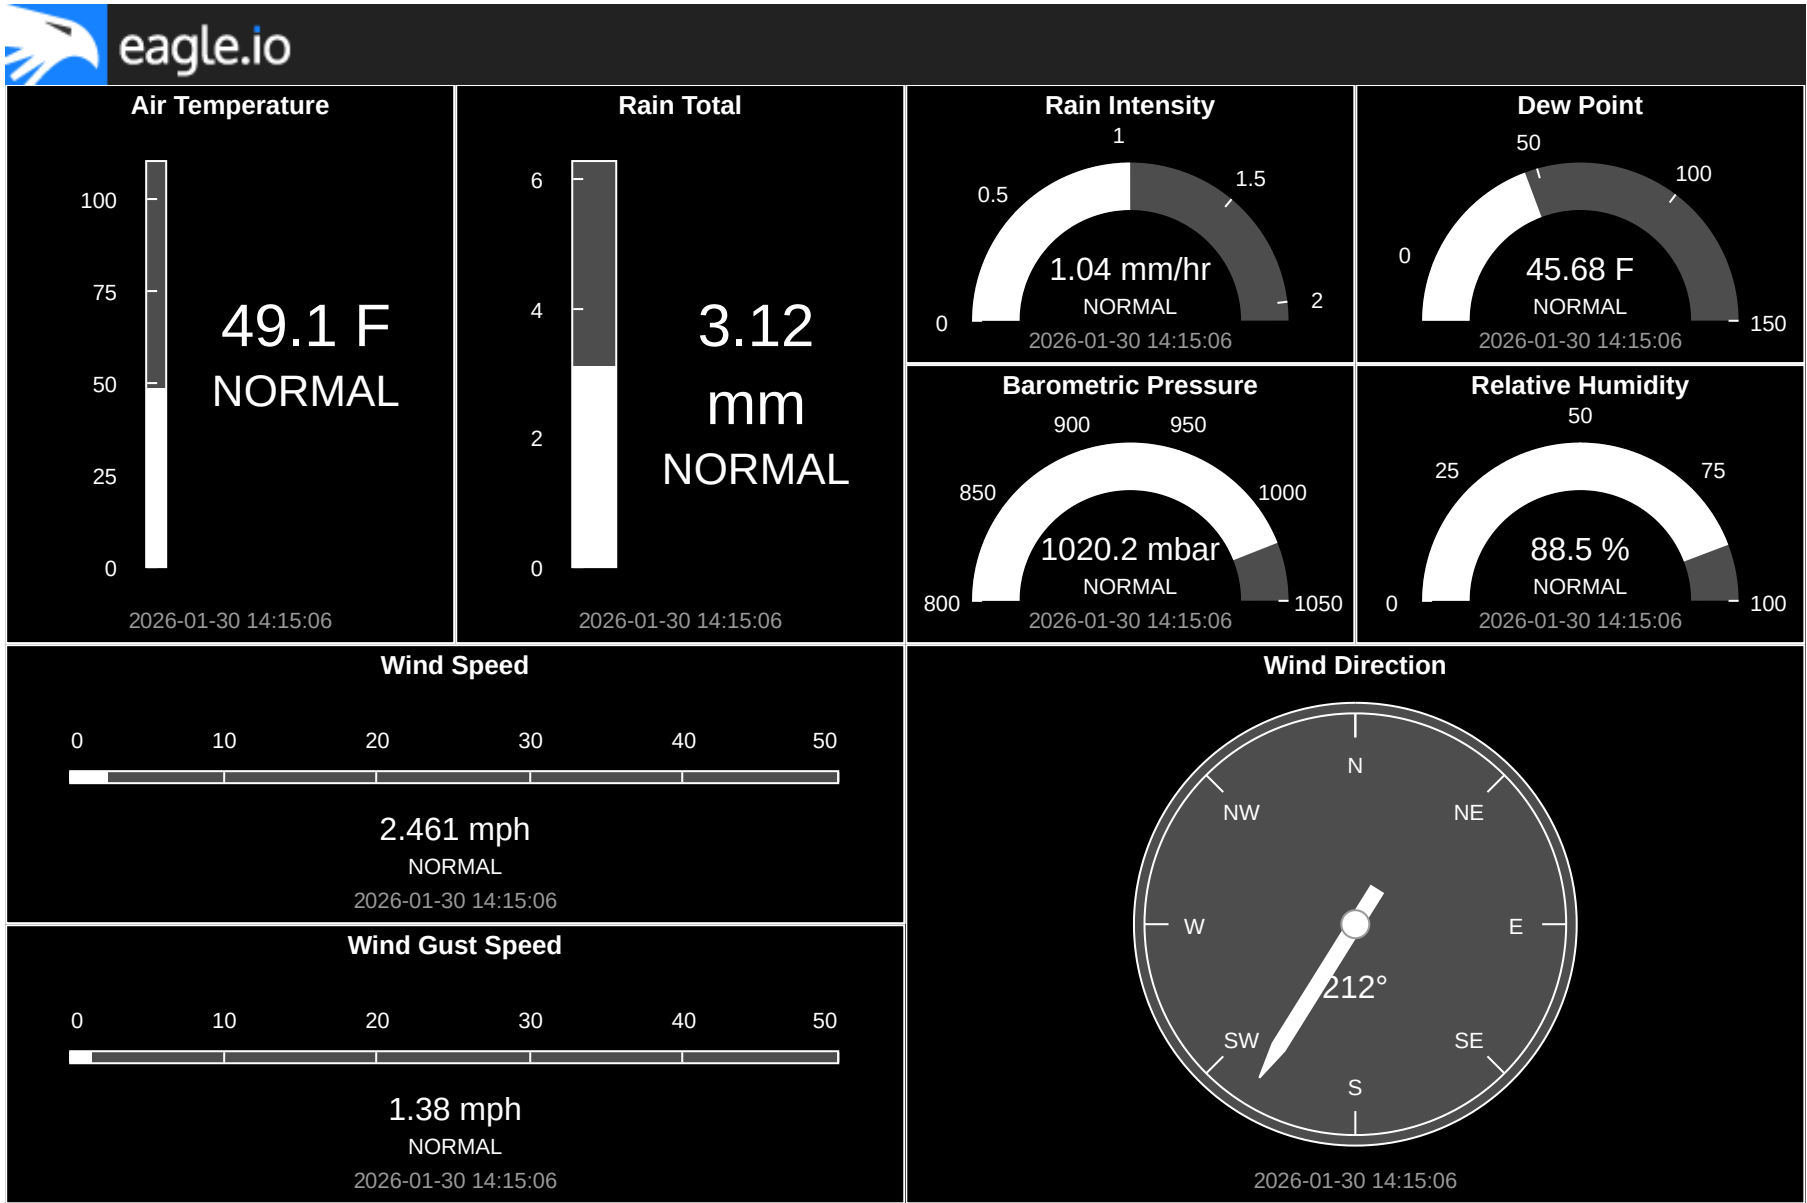 eagle.io
Air Temperature
100
75
50
25
0
49.1 F
NORMAL
2026-01-30 14:15:06
Rain Total
6
4
2
0
3.12
mm
NORMAL
2026-01-30 14:15:06
Rain Intensity
0
0.5
1
1.5
2
1.04 mm/hr
NORMAL
2026-01-30 14:15:06
Dew Point
0
50
100
150
45.68 F
NORMAL
2026-01-30 14:15:06
Barometric Pressure
800
850
900
950
1000
1050
1020.2 mbar
NORMAL
2026-01-30 14:15:06
Relative Humidity
0
25
50
75
100
88.5 %
NORMAL
2026-01-30 14:15:06
Wind Speed
0 10 20 30 40 50
2.461 mph
NORMAL
2026-01-30 14:15:06
Wind Gust Speed
0 10 20 30 40 50
1.38 mph
NORMAL
2026-01-30 14:15:06
Wind Direction
N
NW NE
W E
212°
SW SE
S
2026-01-30 14:15:06